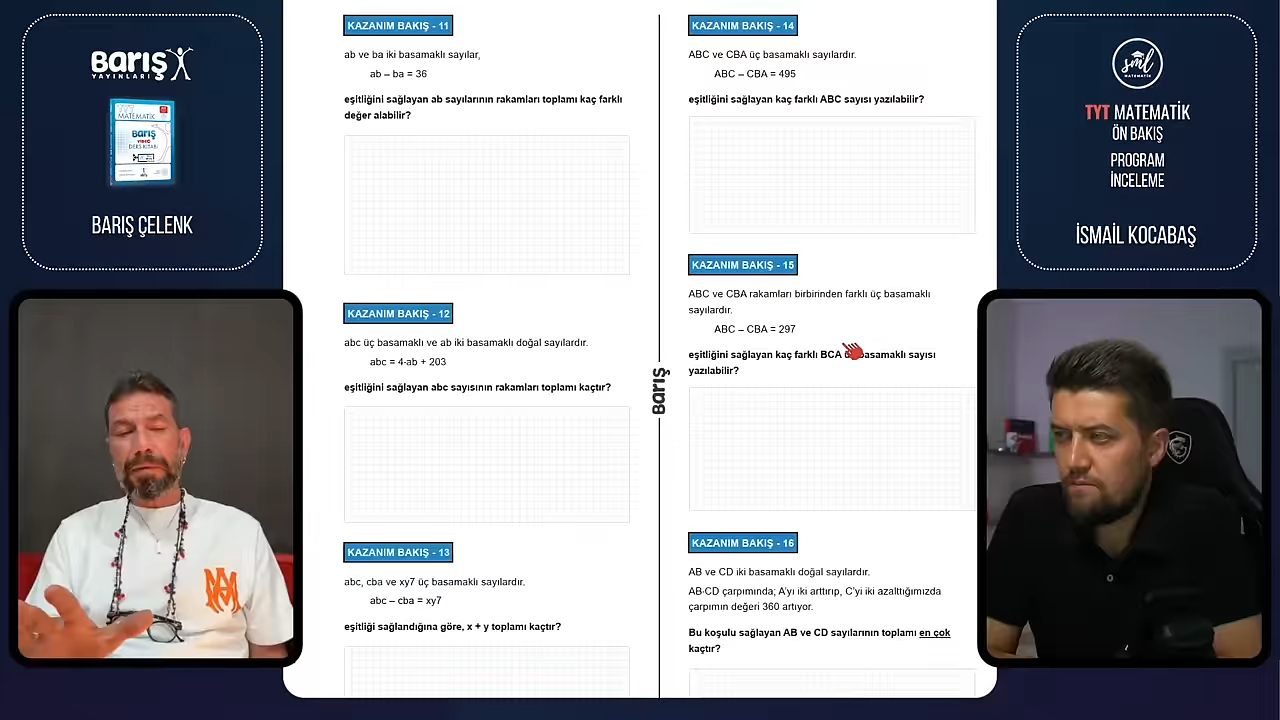 Barış
YAYINLARI
MATEMATİK
BARIŞ
VİDEO
DERS KİTABI
BARIŞ ÇELENK
KAZANIM BAKIŞ - 11
ab ve ba iki basamaklı sayılar,
ab – ba = 36
eşitliğini sağlayan ab sayılarının rakamları toplamı kaç farklı
değer alabilir?
KAZANIM BAKIŞ - 12
abc üç basamaklı ve ab iki basamaklı doğal sayılardır.
abc = 4·ab + 203
eşitliğini sağlayan abc sayısının rakamları toplamı kaçtır?
KAZANIM BAKIŞ - 13
abc, cba ve xy7 üç basamaklı sayılardır.
abc – cba = xy7
eşitliği sağlandığına göre, x + y toplamı kaçtır?
BARIŞ
KAZANIM BAKIŞ - 14
ABC ve CBA üç basamaklı sayılardır.
ABC – CBA = 495
eşitliğini sağlayan kaç farklı ABC sayısı yazılabilir?
KAZANIM BAKIŞ - 15
ABC ve CBA rakamları birbirinden farklı üç basamaklı
sayılardır.
ABC – CBA = 297
eşitliğini sağlayan kaç farklı BCA basamaklı sayısı
yazılabilir?
KAZANIM BAKIŞ - 16
AB ve CD iki basamaklı doğal sayılardır.
AB·CD çarpımında; A'yı iki arttırıp, C'yi iki azalttığımızda
çarpımın değeri 360 artıyor.
Bu koşulu sağlayan AB ve CD sayılarının toplamı en çok
kaçtır?
sml
MATEMATİK
TYT MATEMATİK
ÖN BAKIŞ
PROGRAM
İNCELEME
İSMAİL KOCABAŞ